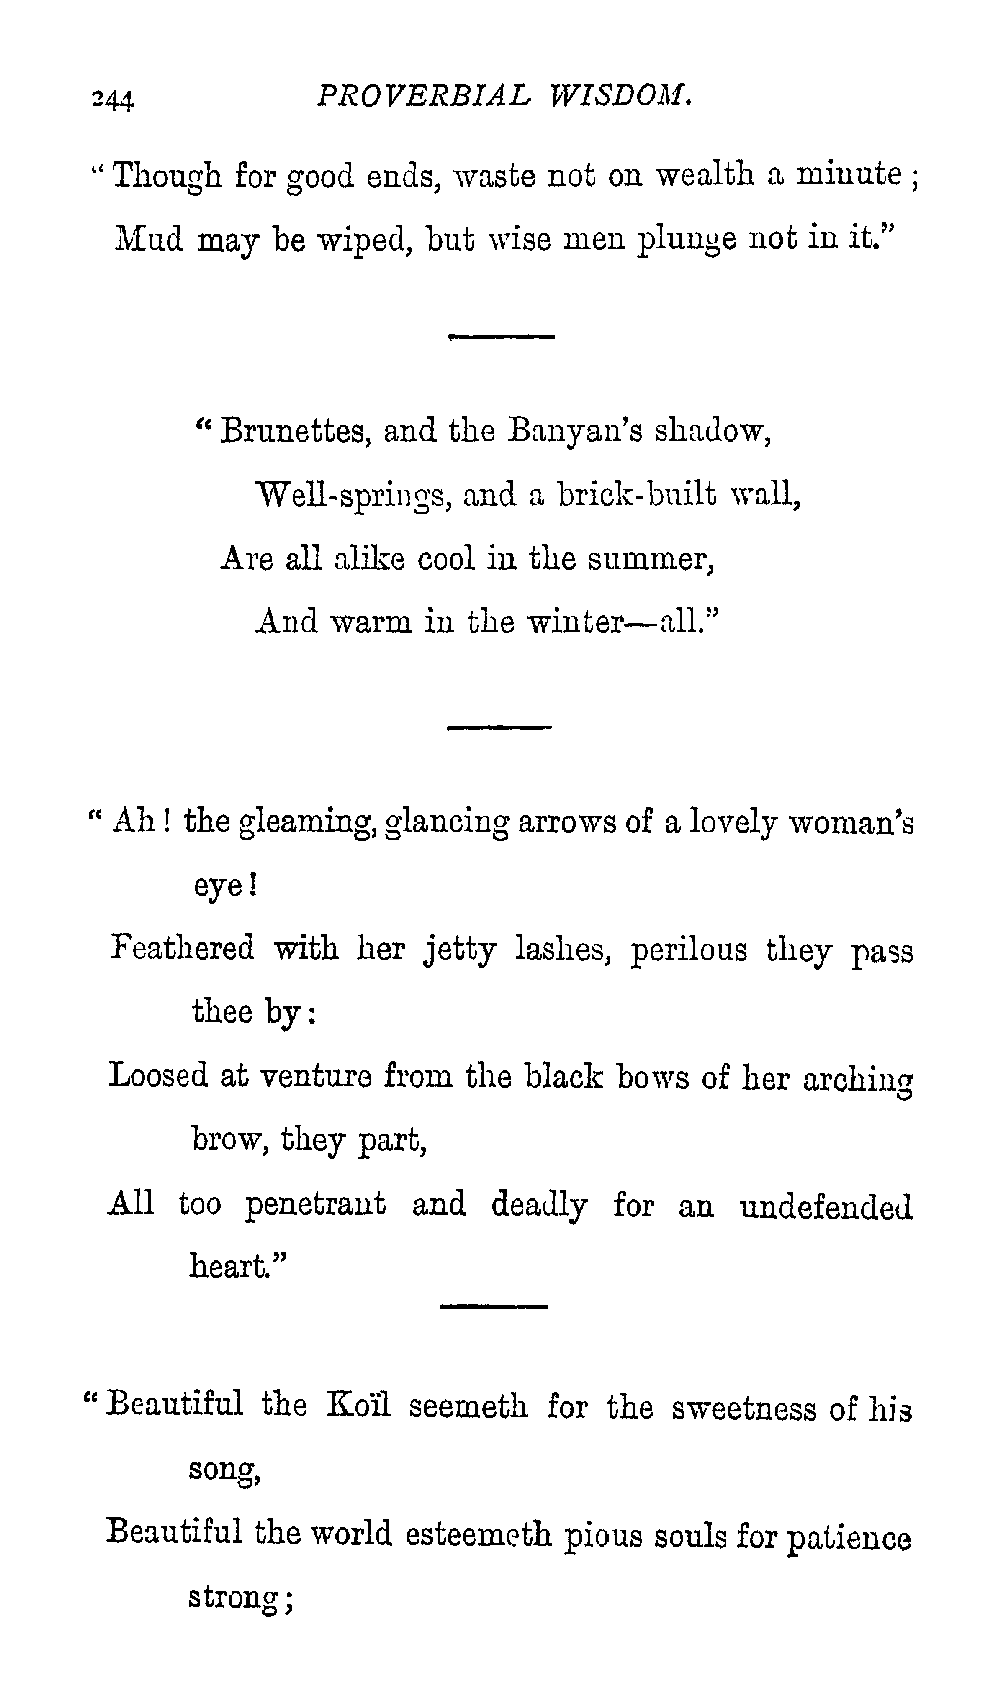 244 PROVERBIAL WISDOM.
“Though for good ends, waste not on wealth a minute;
Mud may be wiped, but wise men plunge not in it.”
“Brunettes, and the Banyan’s shadow,
Well-springs, and a brick-built wall,
Are all alike cool in the summer,
And warm in the winter—all.”
“Ah! the gleaming, glancing arrows of a lovely woman’s
eye!
Feathered with her jetty lashes, perilous they pass
thee by:
Loosed at venture from the black bows of her arching
brow, they part,
All too penetrant and deadly for an undefended
heart.”
“Beautiful the Koïl seemeth for the sweetness of his
song,
Beautiful the world esteemeth pious souls for patience
strong;